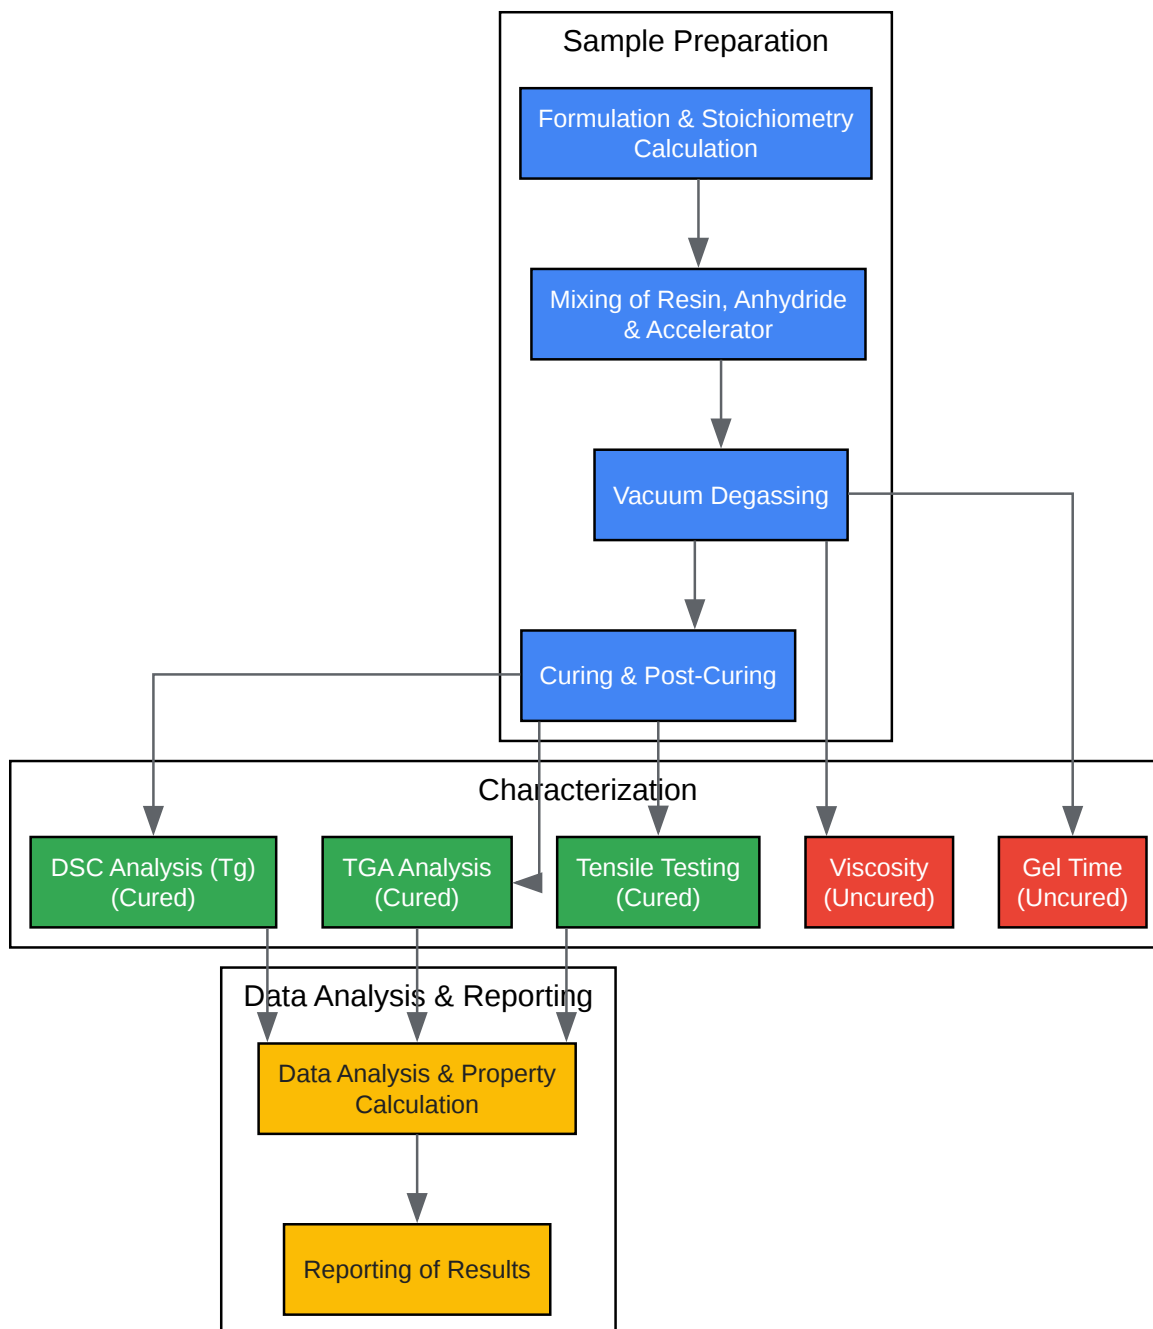 Sample Preparation
Formulation & Stoichiometry
Calculation
Mixing of Resin, Anhydride
& Accelerator
Vacuum Degassing
Curing & Post-Curing
Characterization
DSC Analysis (Tg)
(Cured)
TGA Analysis
(Cured)
Tensile Testing
(Cured)
Viscosity
(Uncured)
Gel Time
(Uncured)
Data Analysis & Reporting
Data Analysis & Property
Calculation
Reporting of Results